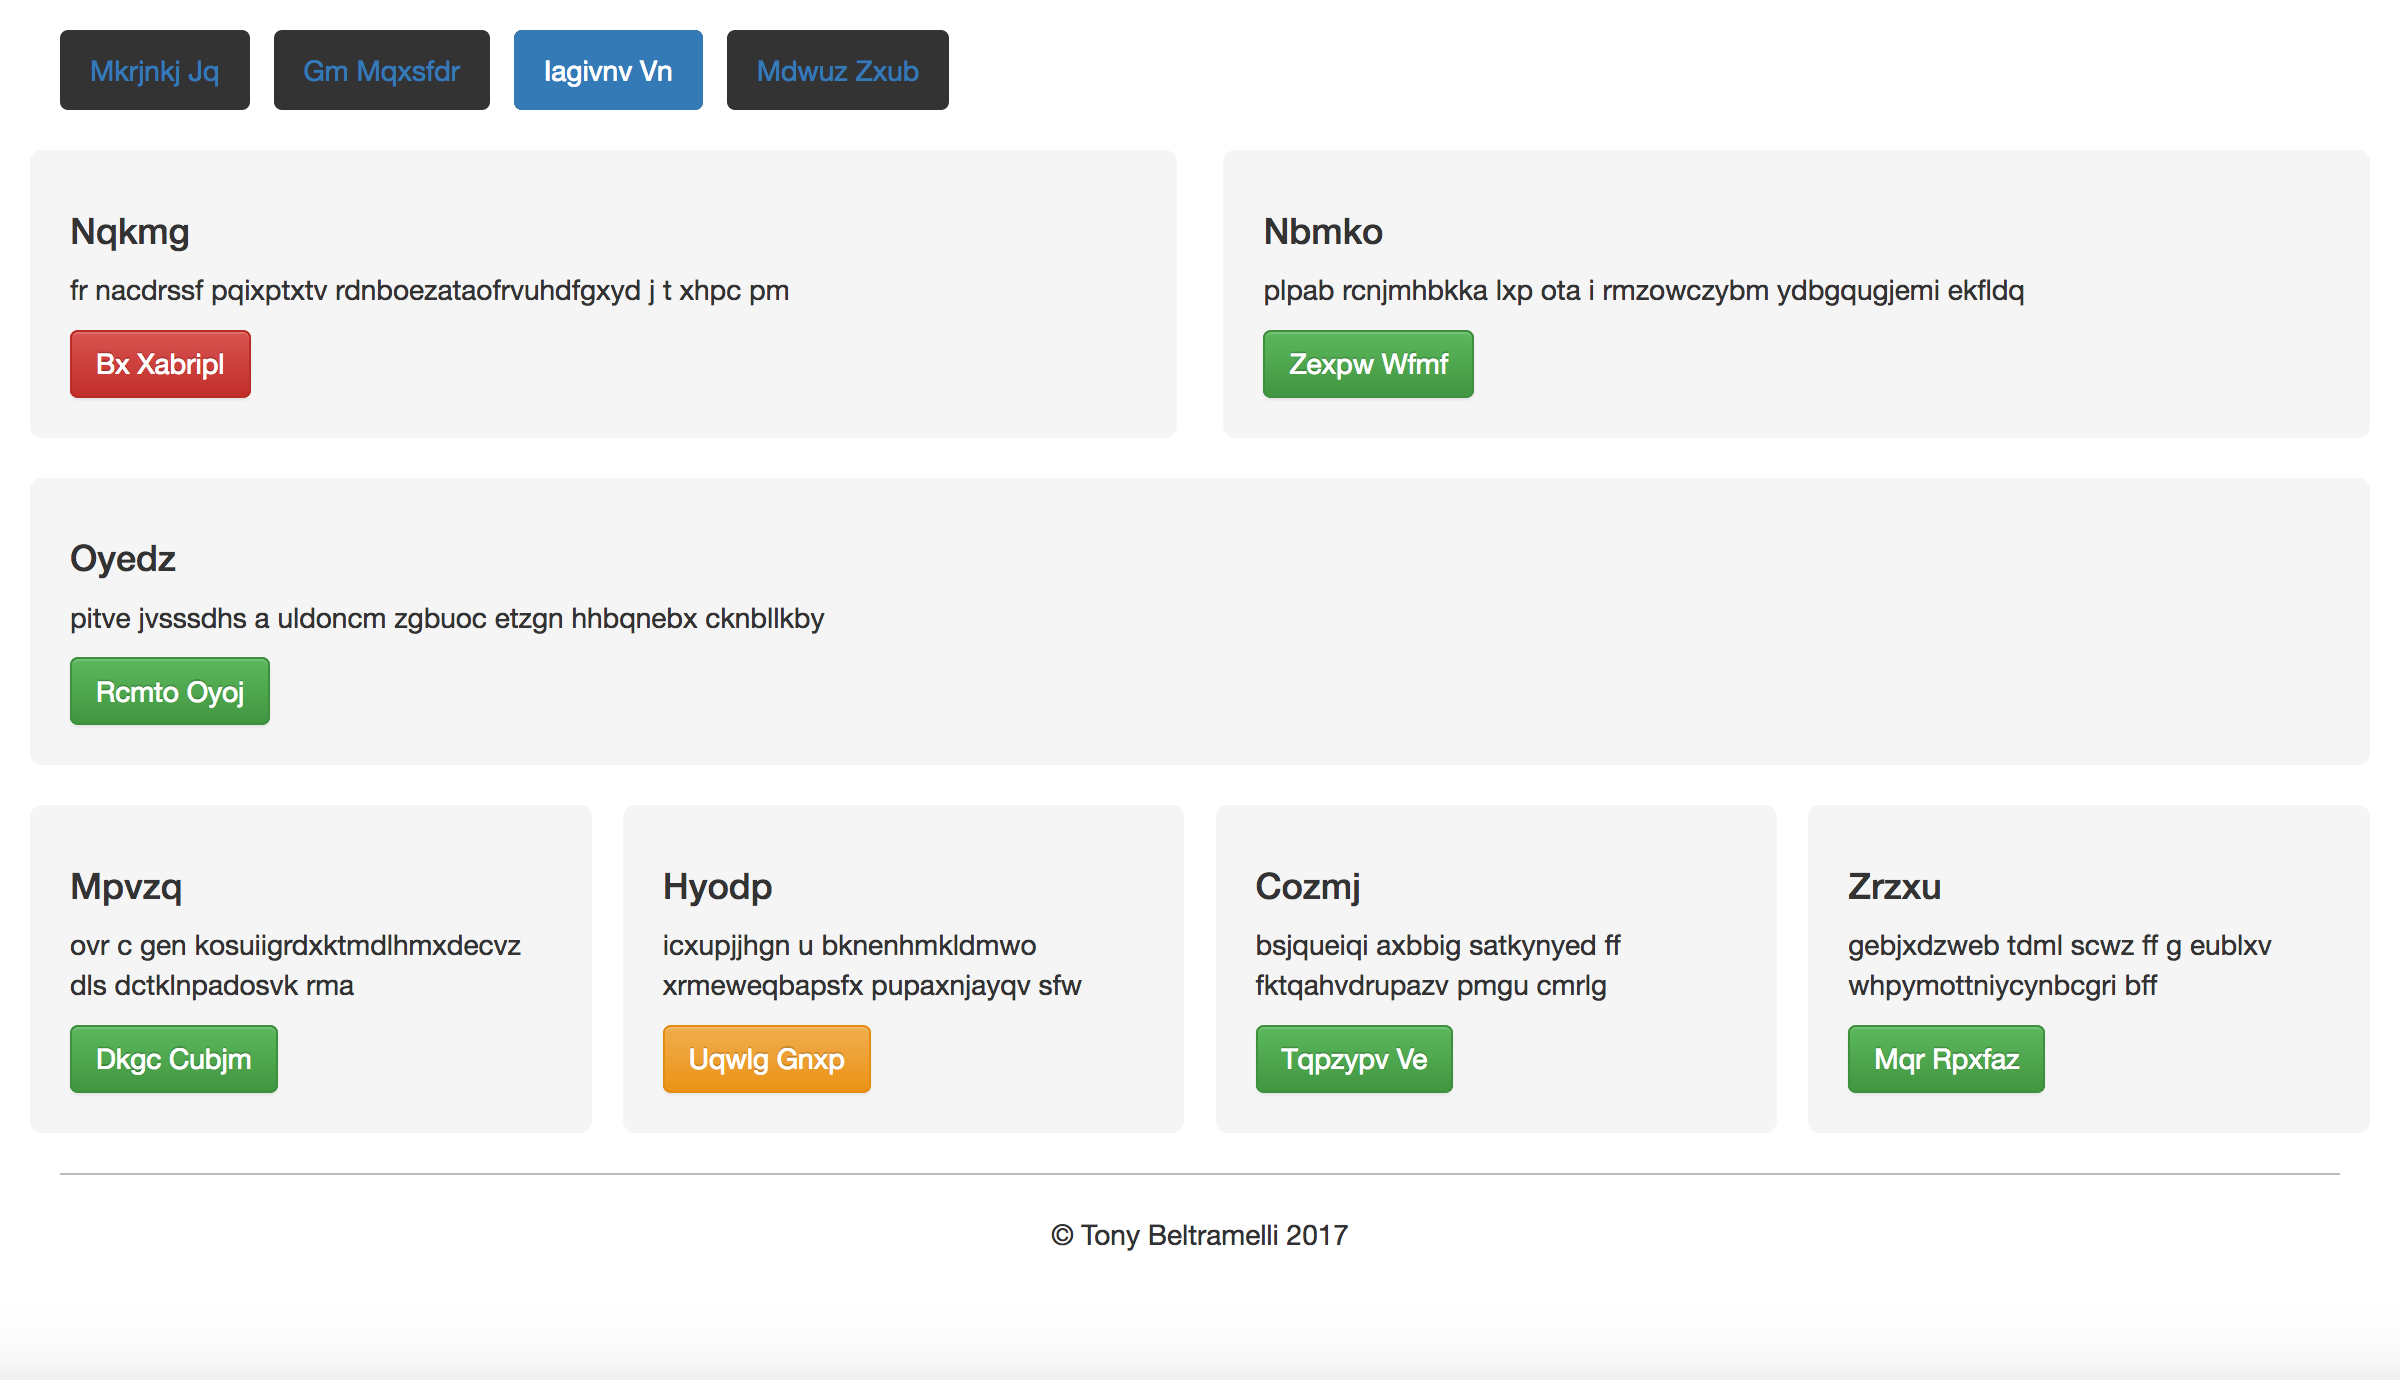 Mkrjnkj Jq
Gm Mqxsfdr
Iagivnv Vn
Mdwuz Zxub
Nqkmg
fr nacdrssf pqixptxtv rdnboezataofrvuhdfgxyd j t xhpc pm
Bx Xabripl
Nbmko
plpab rcnjmhbkka lxp ota i rmzowczybm ydbgqugjemi ekfldq
Zexpw Wfmf
Oyedz
pitve jvsssdhs a uldoncm zgbuoc etzgn hhbqnebx cknbllkby
Rcmto Oyoj
Mpvzq
ovr c gen kosuiigrdxktmdlhmxdecvz
dls dctklnpadosvk rma
Dkgc Cubjm
Hyodp
icxupjjhgn u bknenhmkldmwo
xrmeweqbapsfx pupaxnjayqv sfw
Uqwlg Gnxp
Cozmj
bsjqueiqi axbbig satkynyed ff
fktqahvdrupazv pmgu cmrlg
Tqpzypv Ve
Zrzxu
gebjxdzweb tdml scwz ff g eublxv
whpymottniycynbcgri bff
Mqr Rpxfaz
© Tony Beltramelli 2017